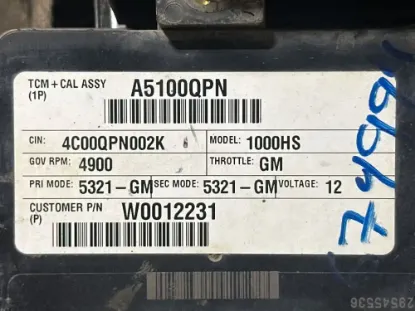 TCM + CAL ASSY A5100QPN
(1P)
CIN: 4C00QPN002K MODEL: 1000HS
GOV RPM: 4900 THROTTLE: GM
PRI MODE: 5321-GM SEC MODE: 5321-GM VOLTAGE: 12
CUSTOMER P/N W0012231
(P)
28545536